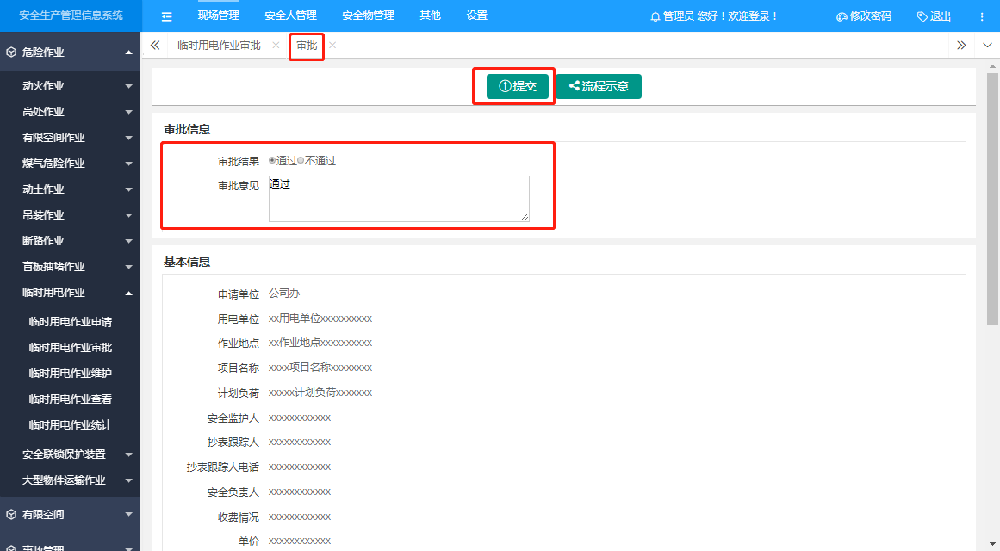 安全生产管理信息系统
现场管理 安全人管理 安全物管理 其他 设置
管理员 您好！欢迎登录！ 修改密码 退出
临时用电作业审批 审批
提交 流程示意
危险作业
动火作业
高处作业
有限空间作业
煤气危险作业
动土作业
吊装作业
断路作业
盲板抽堵作业
临时用电作业
临时用电作业申请
临时用电作业审批
临时用电作业维护
临时用电作业查看
临时用电作业统计
安全联锁保护装置
大型物件运输作业
有限空间
事故管理
审批信息
审批结果 通过 不通过
审批意见 通过
基本信息
申请单位 公司办
用电单位 xx用电单位xxxxxxxxxx
作业地点 xx作业地点xxxxxxxxxx
项目名称 xxxx项目名称xxxxxxxx
计划负荷 xxxxx计划负荷xxxxxxx
安全监护人 xxxxxxxxxxxx
抄表跟踪人 xxxxxxxxxxxx
抄表跟踪人电话 xxxxxxxxxxxx
安全负责人 xxxxxxxxxxxx
收费情况 xxxxxxxxxxxx
单价 xxxxxxxxxxxx